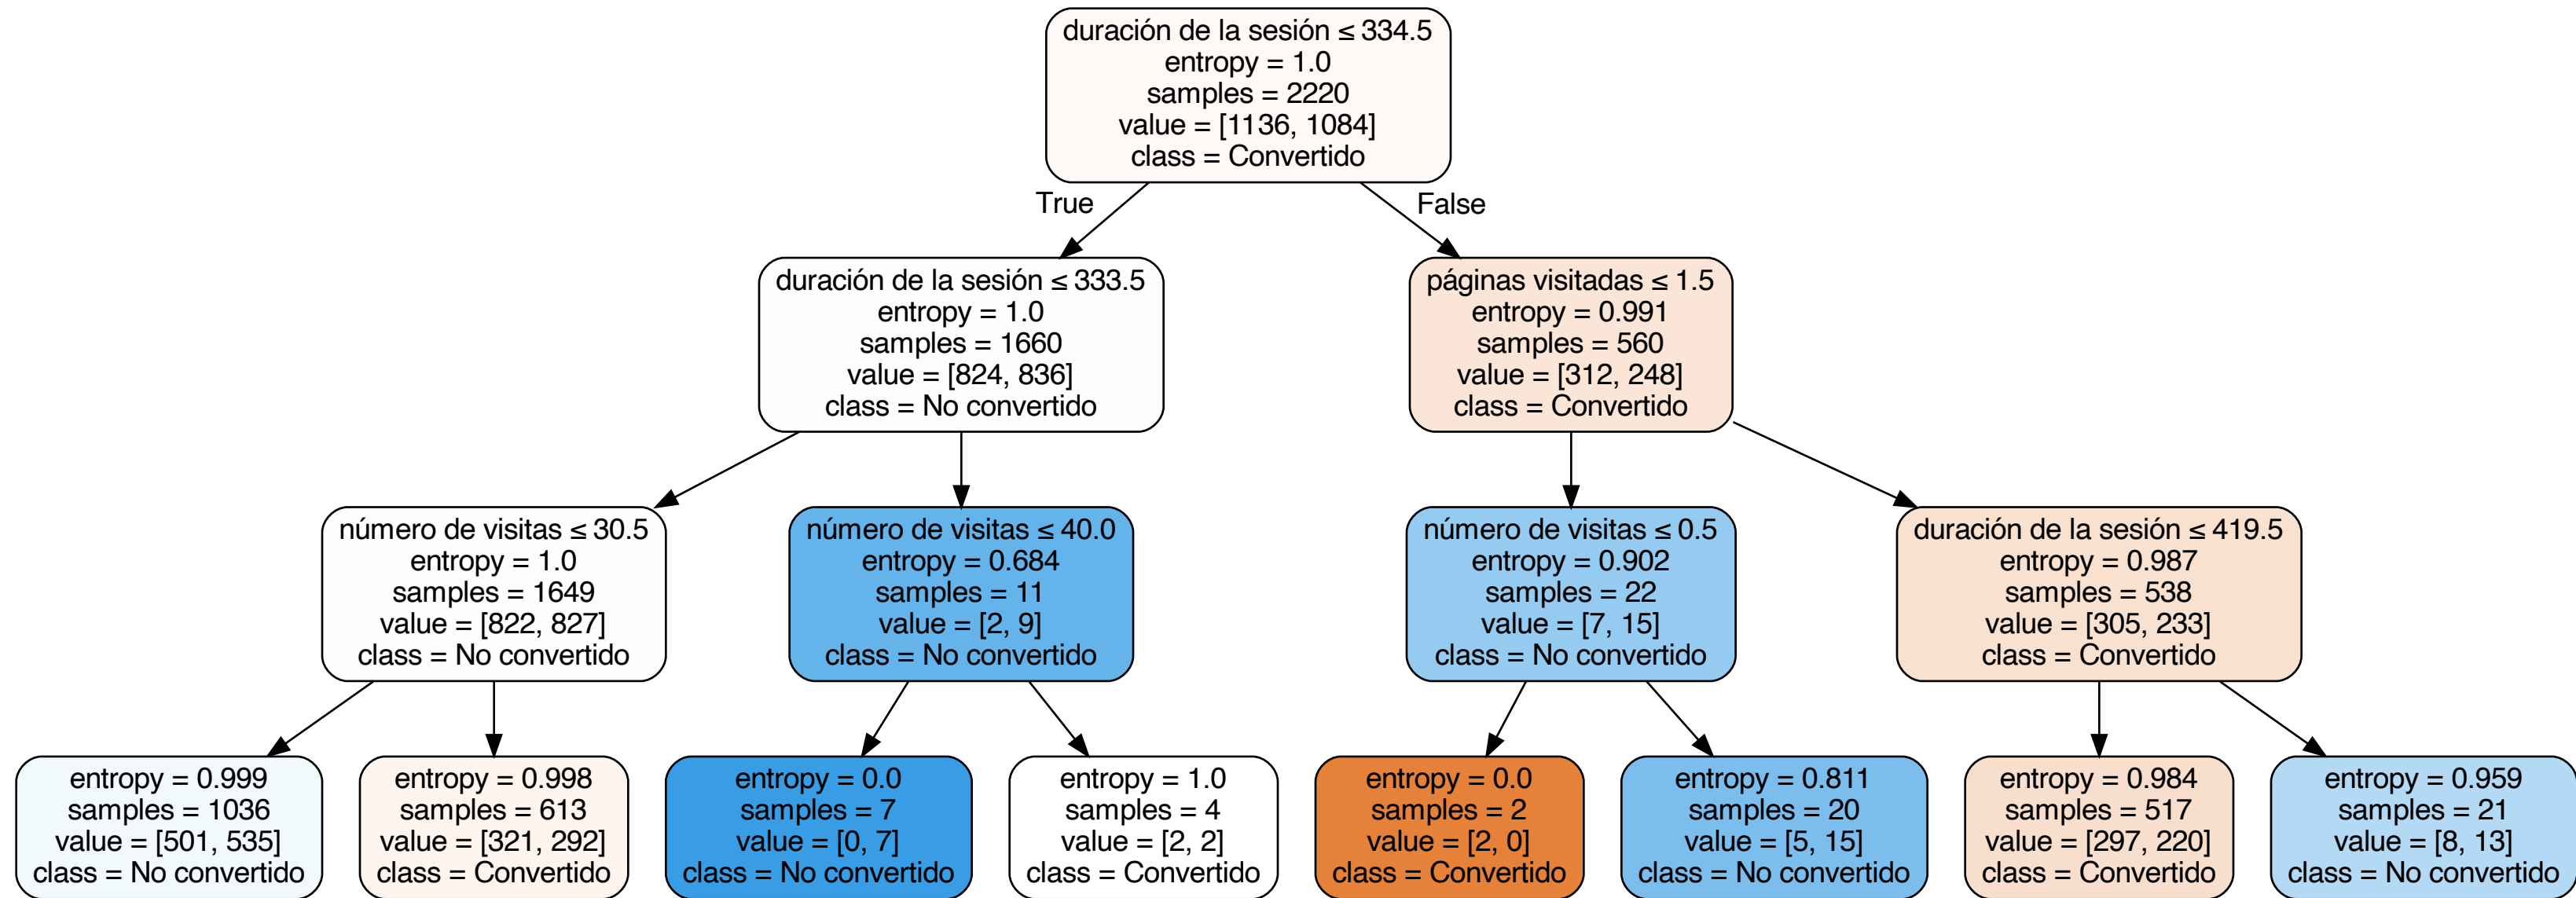 duración de la sesión ≤ 334.5
entropy = 1.0
samples = 2220
value = [1136, 1084]
class = Convertido
True
False
duración de la sesión ≤ 333.5
entropy = 1.0
samples = 1660
value = [824, 836]
class = No convertido
páginas visitadas ≤ 1.5
entropy = 0.991
samples = 560
value = [312, 248]
class = Convertido
número de visitas ≤ 30.5
entropy = 1.0
samples = 1649
value = [822, 827]
class = No convertido
número de visitas ≤ 40.0
entropy = 0.684
samples = 11
value = [2, 9]
class = No convertido
número de visitas ≤ 0.5
entropy = 0.902
samples = 22
value = [7, 15]
class = No convertido
duración de la sesión ≤ 419.5
entropy = 0.987
samples = 538
value = [305, 233]
class = Convertido
entropy = 0.999
samples = 1036
value = [501, 535]
class = No convertido
entropy = 0.998
samples = 613
value = [321, 292]
class = Convertido
entropy = 0.0
samples = 7
value = [0, 7]
class = No convertido
entropy = 1.0
samples = 4
value = [2, 2]
class = Convertido
entropy = 0.0
samples = 2
value = [2, 0]
class = Convertido
entropy = 0.811
samples = 20
value = [5, 15]
class = No convertido
entropy = 0.984
samples = 517
value = [297, 220]
class = Convertido
entropy = 0.959
samples = 21
value = [8, 13]
class = No convertido